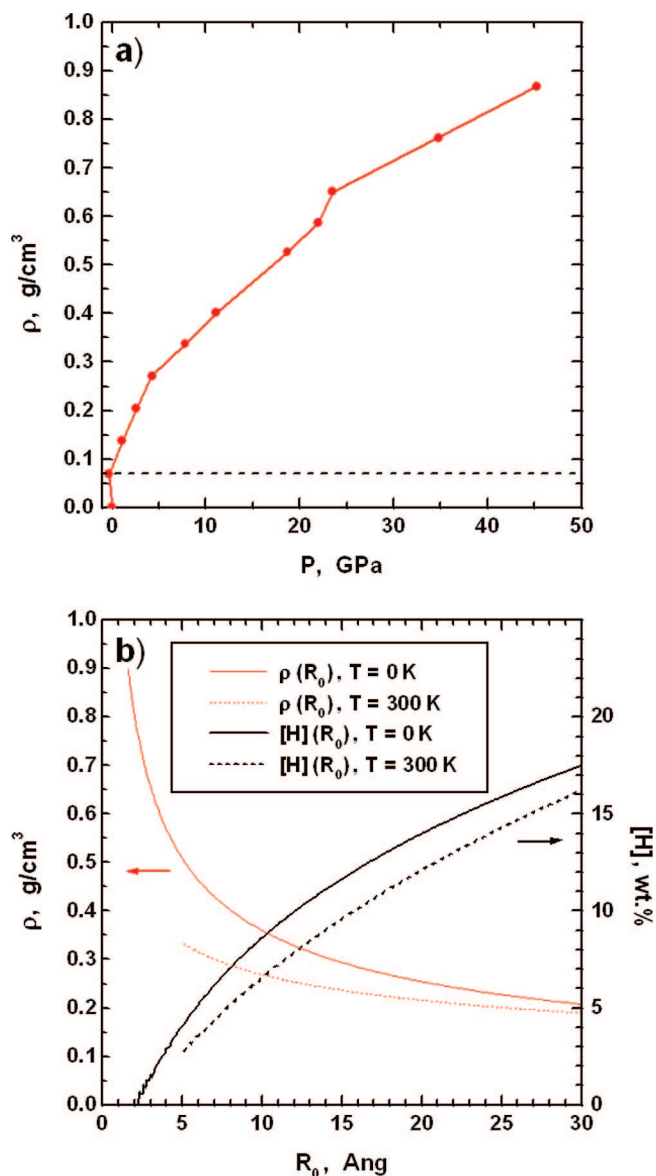 a)
1.0
0.9
0.8
0.7
0.6
0.5
0.4
0.3
0.2
0.1
0.0
ρ, g/cm³
0 10 20 30 40 50
P, GPa
b)
1.0
0.9
0.8
0.7
0.6
0.5
0.4
0.3
0.2
0.1
0.0
ρ, g/cm³
ρ (R₀), T = 0 K
ρ (R₀), T = 300 K
[H] (R₀), T = 0 K
[H] (R₀), T = 300 K
20
15
10
5
0
[H], wt.%
0 5 10 15 20 25 30
R₀, Ang